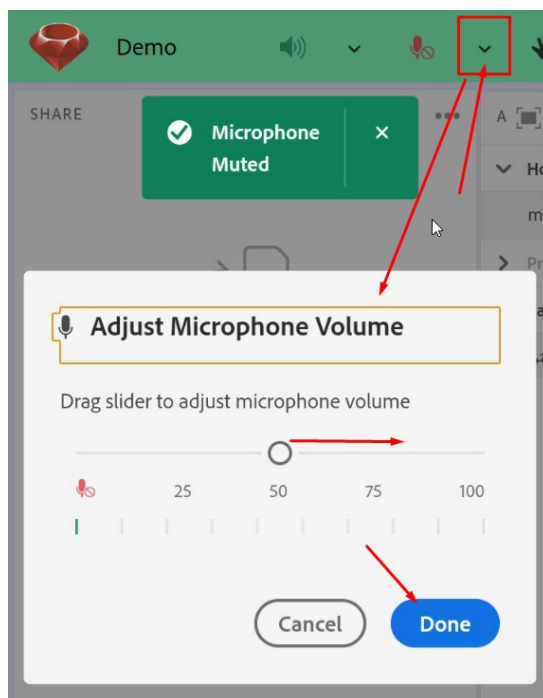 Demo
SHARE
A
Microphone
Muted
Adjust Microphone Volume
Drag slider to adjust microphone volume
25 50 75 100
Cancel Done